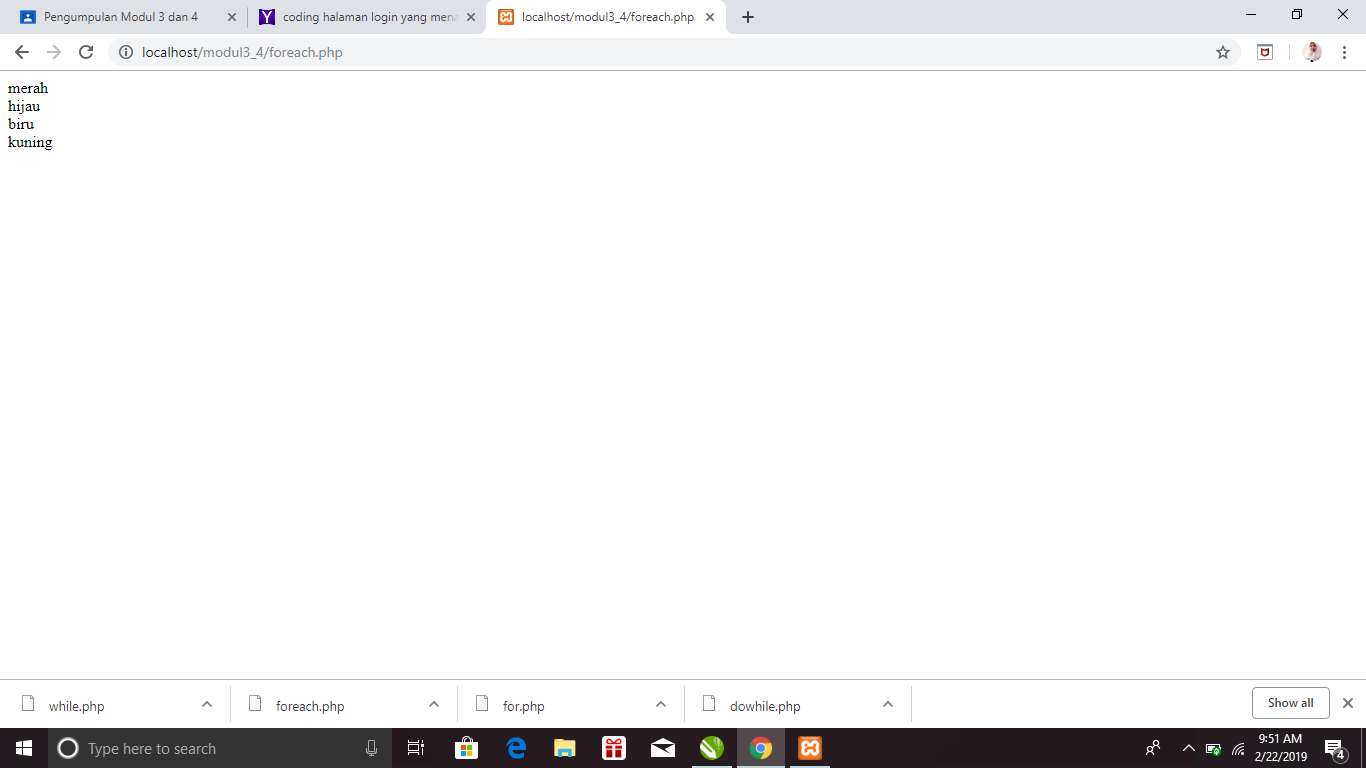 Pengumpulan Modul 3 dan 4
coding halaman login yang mena
localhost/modul3_4/foreach.php
localhost/modul3_4/foreach.php
merah
hijau
biru
kuning
while.php
foreach.php
for.php
dowhile.php
Show all
Type here to search
9:51 AM
2/22/2019
4